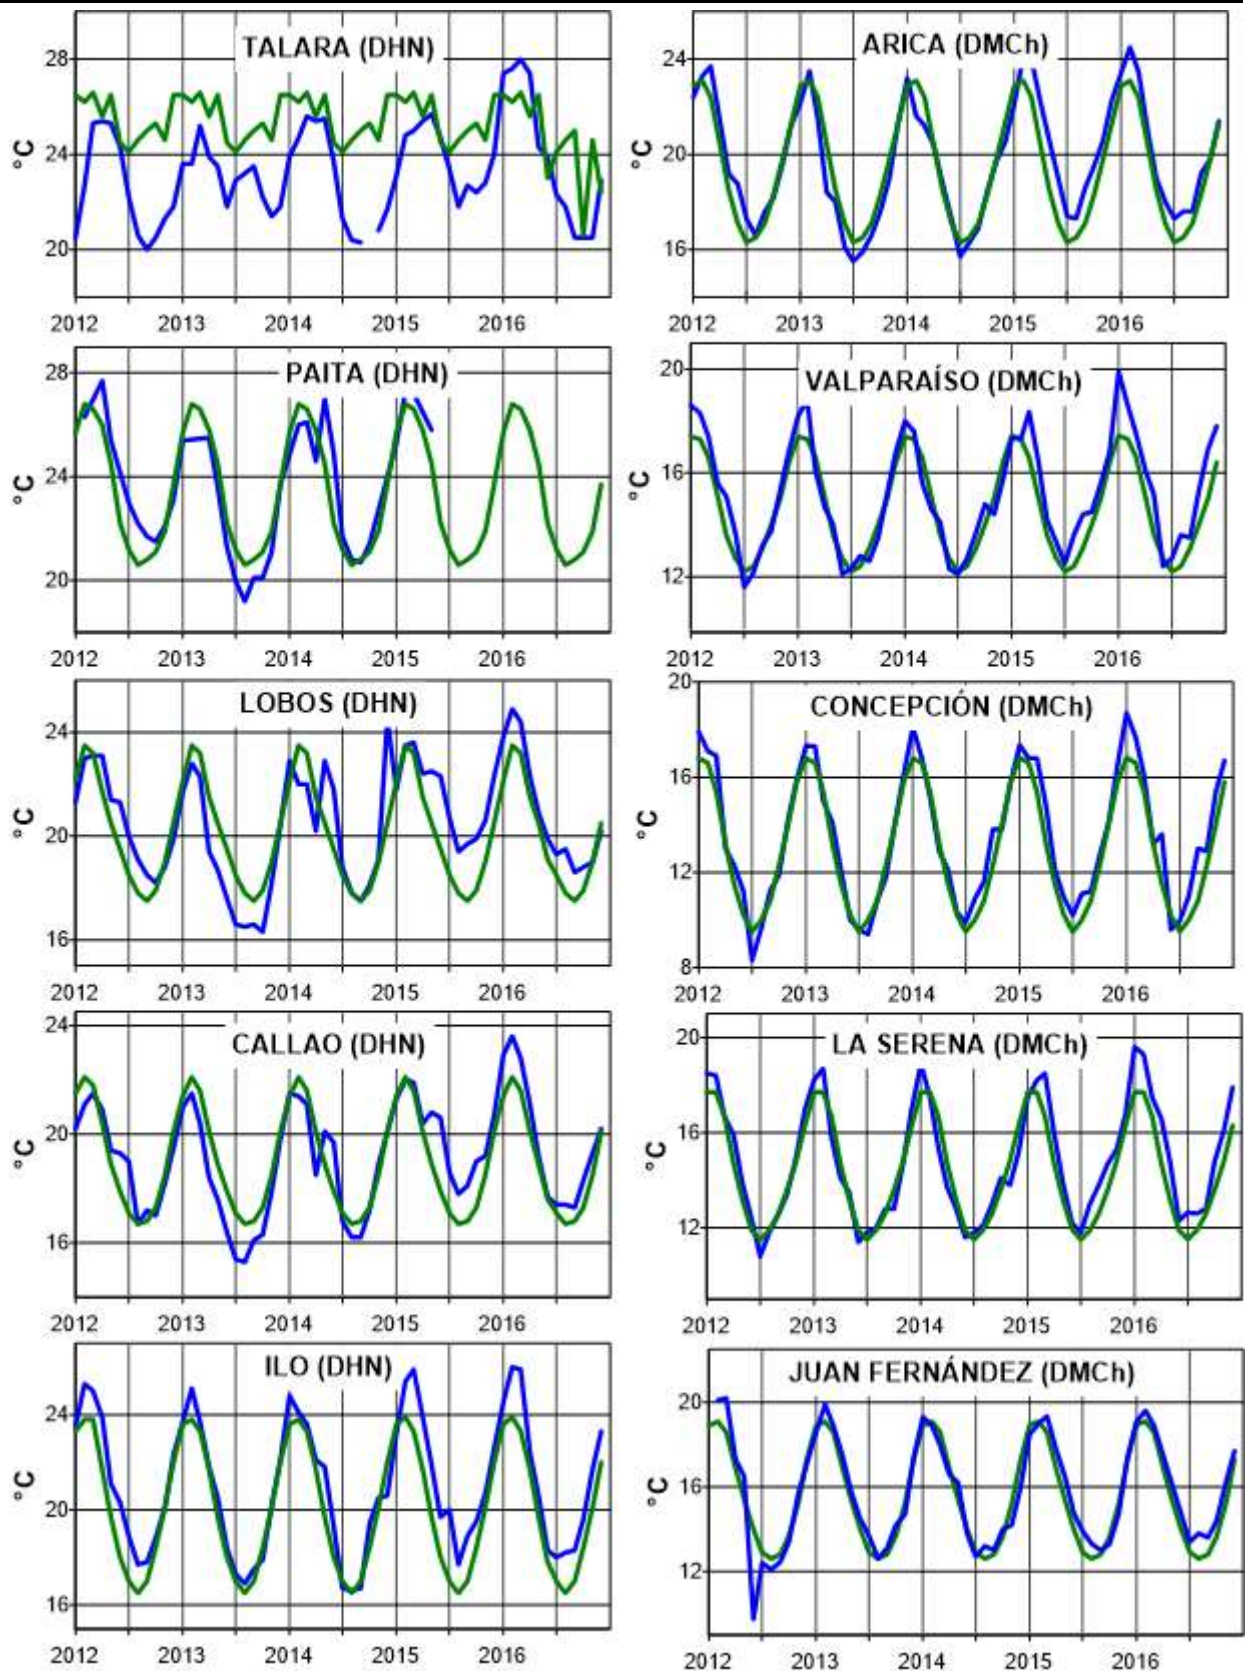 TALARA (DHN)
°C
28
24
20
2012 2013 2014 2015 2016
PAITA (DHN)
°C
28
24
20
2012 2013 2014 2015 2016
LOBOS (DHN)
°C
24
20
16
2012 2013 2014 2015 2016
CALLAO (DHN)
°C
24
20
16
2012 2013 2014 2015 2016
ILO (DHN)
°C
24
20
16
2012 2013 2014 2015 2016
ARICA (DMCh)
°C
24
20
16
2012 2013 2014 2015 2016
VALPARAÍSO (DMCh)
°C
20
16
12
2012 2013 2014 2015 2016
CONCEPCIÓN (DMCh)
°C
20
16
12
8
2012 2013 2014 2015 2016
LA SERENA (DMCh)
°C
20
16
12
2012 2013 2014 2015 2016
JUAN FERNÁNDEZ (DMCh)
°C
20
16
12
2012 2013 2014 2015 2016